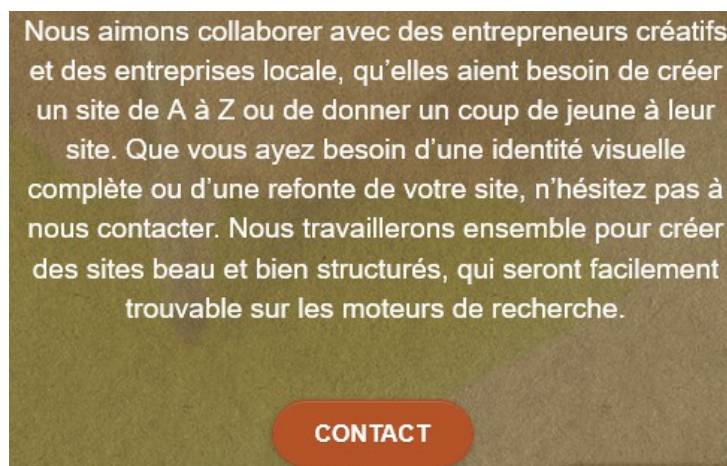 Nous aimons collaborer avec des entrepreneurs créatifs
et des entreprises locale, qu’elles aient besoin de créer
un site de A à Z ou de donner un coup de jeune à leur
site. Que vous ayez besoin d’une identité visuelle
complète ou d’une refonte de votre site, n’hésitez pas à
nous contacter. Nous travaillerons ensemble pour créer
des sites beau et bien structurés, qui seront facilement
trouvable sur les moteurs de recherche.
CONTACT